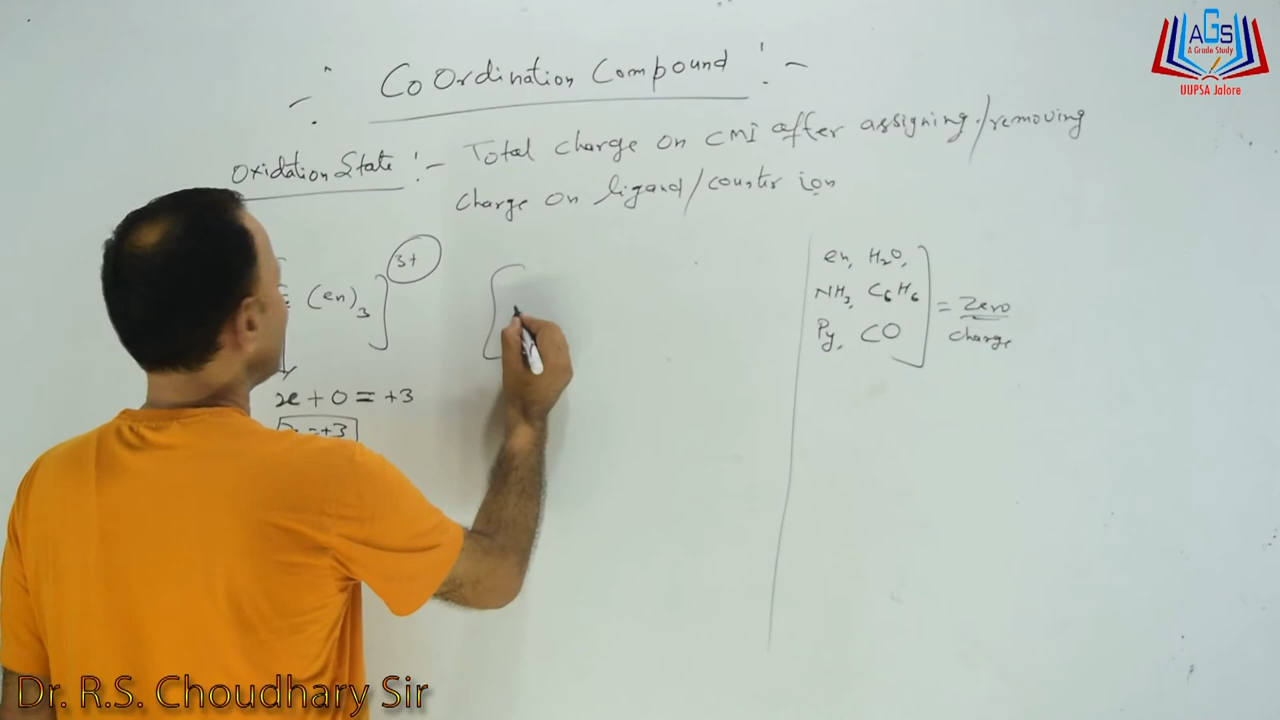 :- CoOrdination Compound :-
Oxidation State :- Total charge on CMI after assigning/removing
charge on ligand/counter ion
(en)3 ]3+ [
x + 0 = +3
x = +3
en, H2O,
NH3, C6H6
Py, CO ] = Zero
charge
AGS
A Grade Study
UUPSA Jalore
Dr. R.S. Choudhary Sir